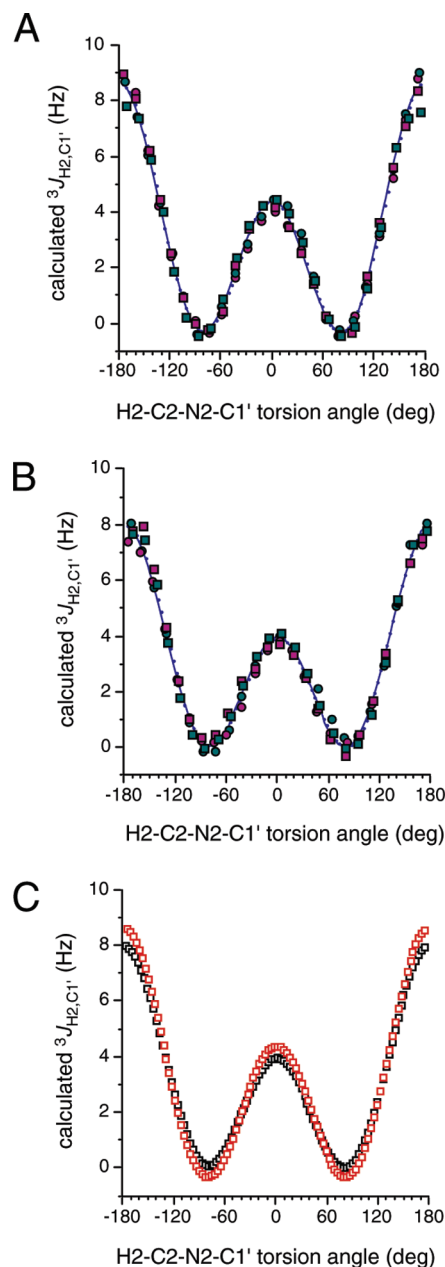 A
calculated ³J_H2,C1' (Hz)
10
8
6
4
2
0
-180 -120 -60 0 60 120 180
H2-C2-N2-C1' torsion angle (deg)
B
calculated ³J_H2,C1' (Hz)
10
8
6
4
2
0
-180 -120 -60 0 60 120 180
H2-C2-N2-C1' torsion angle (deg)
C
calculated ³J_H2,C1' (Hz)
10
8
6
4
2
0
-180 -120 -60 0 60 120 180
H2-C2-N2-C1' torsion angle (deg)